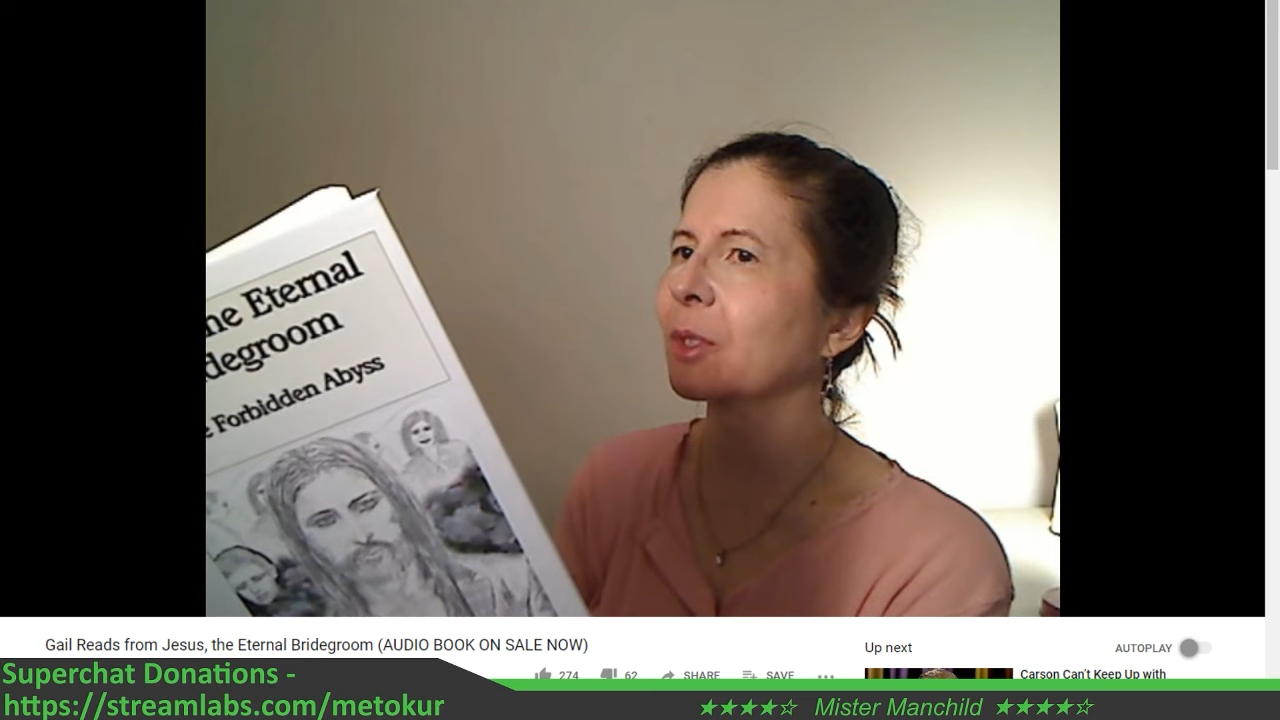 he Eternal
degroom
e Forbidden Abyss
Gail Reads from Jesus, the Eternal Bridegroom (AUDIO BOOK ON SALE NOW)
274
62
SHARE
SAVE
Up next
AUTOPLAY
Carson Can't Keep Up with
Superchat Donations -
https://streamlabs.com/metokur
★★★★☆ Mister Manchild ★★★★☆